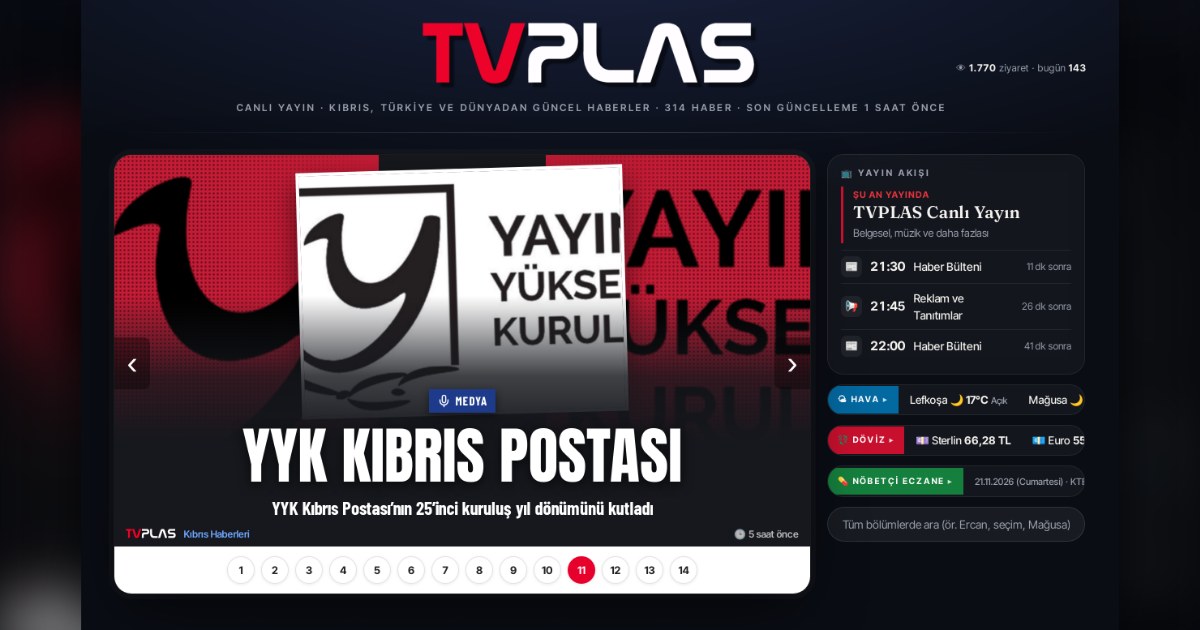 TVPLAS
1.770 ziyaret · bugün 143
CANLI YAYIN · KIBRIS, TÜRKİYE VE DÜNYADAN GÜNCEL HABERLER · 314 HABER · SON GÜNCELLEME 1 SAAT ÖNCE
YAYIN
YÜKSE
KURUL
YAYI
ÜKSE
URUL
MEDYA
YYK KIBRIS POSTASI
YYK Kıbrıs Postası'nın 25'inci kuruluş yıl dönümünü kutladı
TVPLAS Kıbrıs Haberleri
5 saat önce
1 2 3 4 5 6 7 8 9 10 11 12 13 14
YAYIN AKIŞI
ŞU AN YAYINDA
TVPLAS Canlı Yayın
Belgesel, müzik ve daha fazlası
21:30 Haber Bülteni 11 dk sonra
21:45 Reklam ve Tanıtımlar 26 dk sonra
22:00 Haber Bülteni 41 dk sonra
HAVA ▸ Lefkoşa 17°C Açık Mağusa
DÖVİZ ▸ Sterlin 66,28 TL Euro 55
NÖBETÇİ ECZANE ▸ 21.11.2026 (Cumartesi) · KTE
Tüm bölümlerde ara (ör. Ercan, seçim, Mağusa)